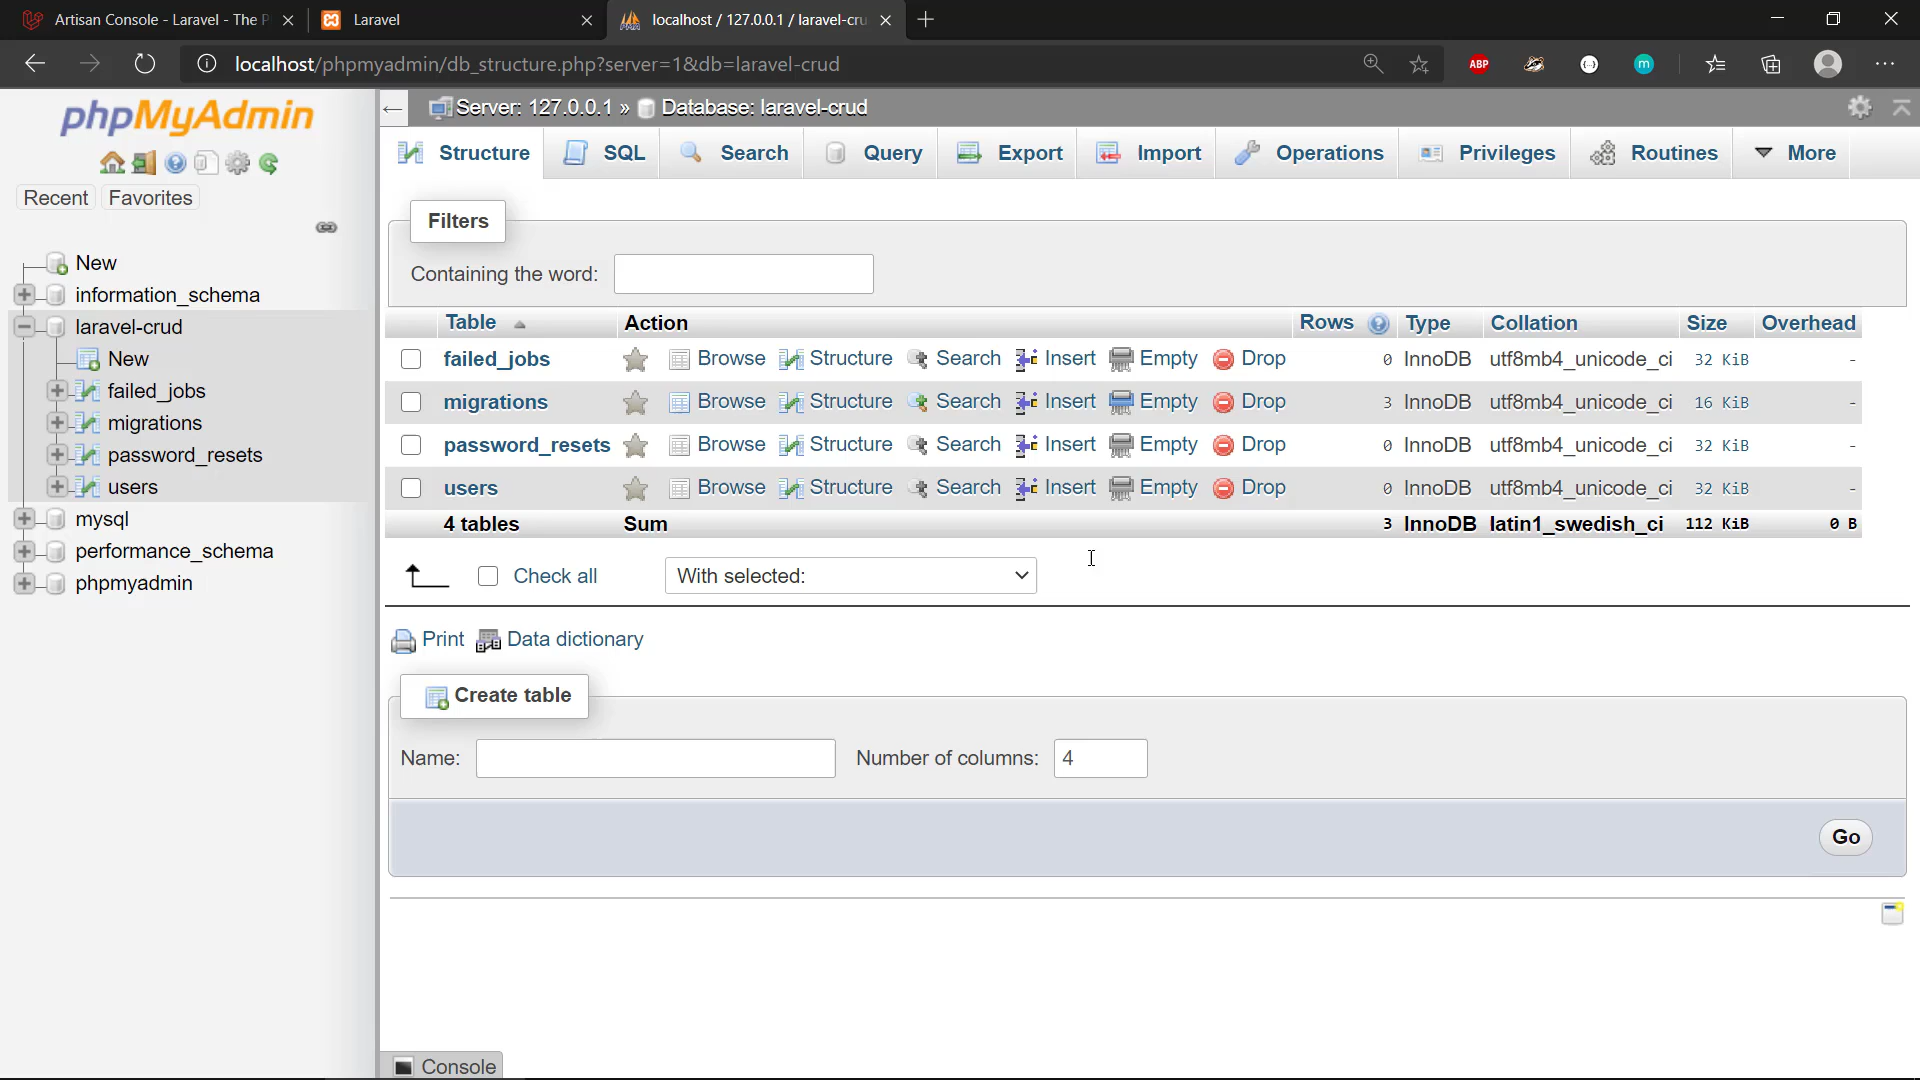 Artisan Console - Laravel - The P
Laravel
localhost / 127.0.0.1 / laravel-cru
localhost/phpmyadmin/db_structure.php?server=1&db=laravel-crud
ABP
m
phpMyAdmin
Recent Favorites
New
information_schema
laravel-crud
New
failed_jobs
migrations
password_resets
users
mysql
performance_schema
phpmyadmin
Server: 127.0.0.1 » Database: laravel-crud
Structure SQL Search Query Export Import Operations Privileges Routines More
Filters
Containing the word:
Table Action Rows Type Collation Size Overhead
failed_jobs Browse Structure Search Insert Empty Drop 0 InnoDB utf8mb4_unicode_ci 32 KiB -
migrations Browse Structure Search Insert Empty Drop 3 InnoDB utf8mb4_unicode_ci 16 KiB -
password_resets Browse Structure Search Insert Empty Drop 0 InnoDB utf8mb4_unicode_ci 32 KiB -
users Browse Structure Search Insert Empty Drop 0 InnoDB utf8mb4_unicode_ci 32 KiB -
4 tables Sum 3 InnoDB latin1_swedish_ci 112 KiB 0 B
Check all With selected:
Print Data dictionary
Create table
Name: Number of columns: 4
Go
Console